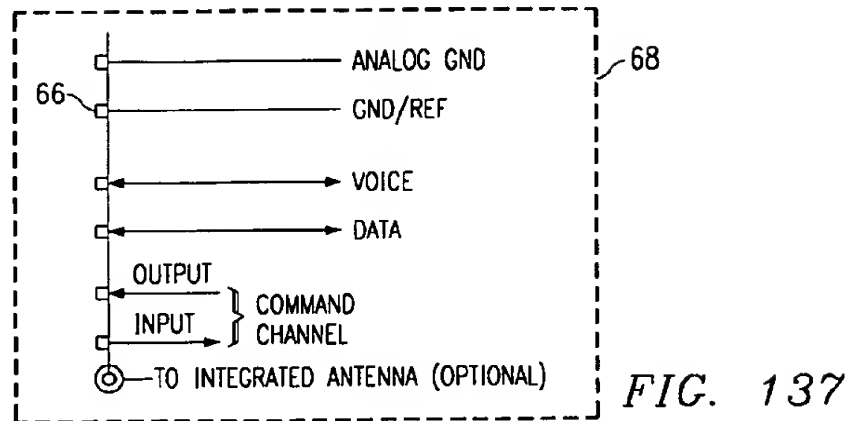 ANALOG GND
68
66
GND/REF
VOICE
DATA
OUTPUT
INPUT
COMMAND
CHANNEL
TO INTEGRATED ANTENNA (OPTIONAL)
FIG. 137